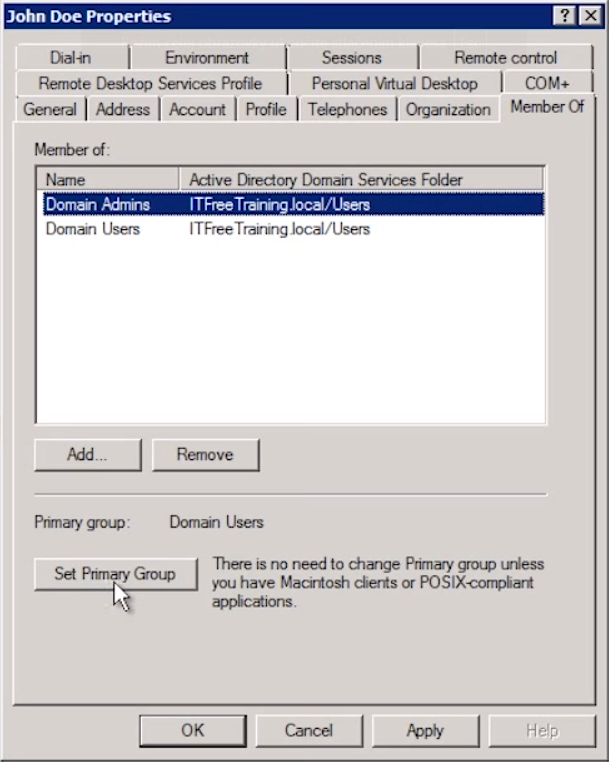 John Doe Properties
Dial-in Environment Sessions Remote control
Remote Desktop Services Profile Personal Virtual Desktop COM+
General Address Account Profile Telephones Organization Member Of
Member of:
Name Active Directory Domain Services Folder
Domain Admins ITFreeTraining.local/Users
Domain Users ITFreeTraining.local/Users
Add... Remove
Primary group: Domain Users
Set Primary Group
There is no need to change Primary group unless
you have Macintosh clients or POSIX-compliant
applications.
OK Cancel Apply Help